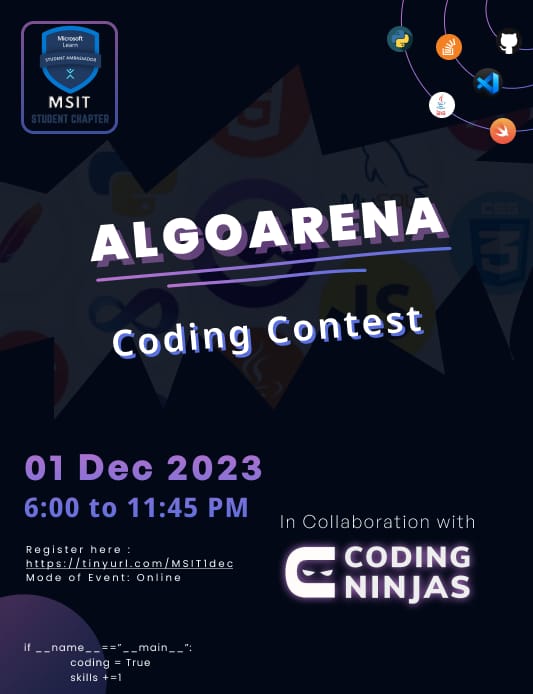 Microsoft
Learn
STUDENT AMBASSADOR
MSIT
STUDENT CHAPTER
ALGOARENA
Coding Contest
JS
01 Dec 2023
6:00 to 11:45 PM
In Collaboration with
CODING
NINJAS
Register here :
https://tinyurl.com/MSIT1dec
Mode of Event: Online
if __name__==”__main__”:
coding = True
skills +=1